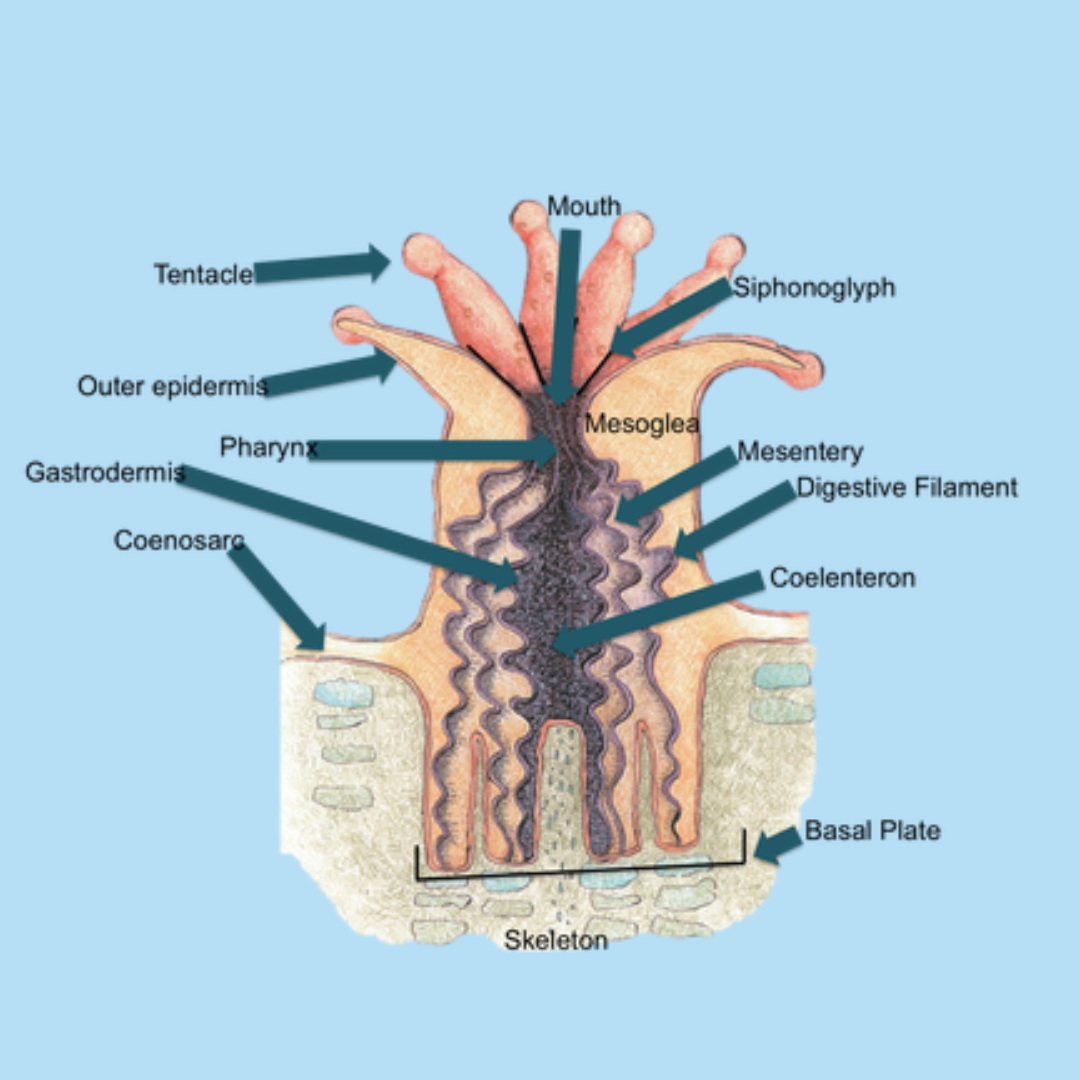 Mouth
Tentacle
Siphonoglyph
Outer epidermis
Mesoglea
Pharynx
Mesentery
Gastrodermis
Digestive Filament
Coenosarc
Coelenteron
Basal Plate
Skeleton